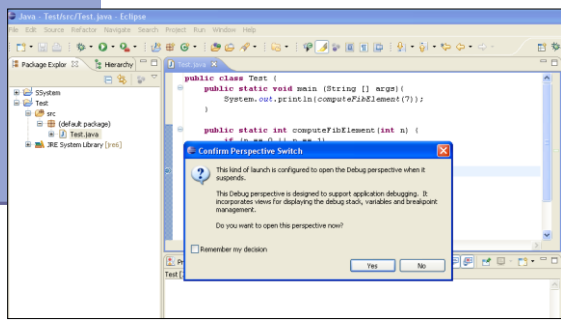 Java - Test/src/Test.java - Eclipse
File Edit Source Refactor Navigate Search Project Run Window Help
Package Explorer
Hierarchy
Test.java
SSystem
Test
src
(default package)
Test.java
JRE System Library [jre6]
public class Test {
public static void main (String [] args){
System.out.println(computeFibElement(7));
}
public static int computeFibElement(int n) {
if (n == 0 || n == 1)
Confirm Perspective Switch
This kind of launch is configured to open the Debug perspective when it
suspends.
This Debug perspective is designed to support application debugging. It
incorporates views for displaying the debug stack, variables and breakpoint
management.
Do you want to open this perspective now?
Remember my decision
Yes No
Test [